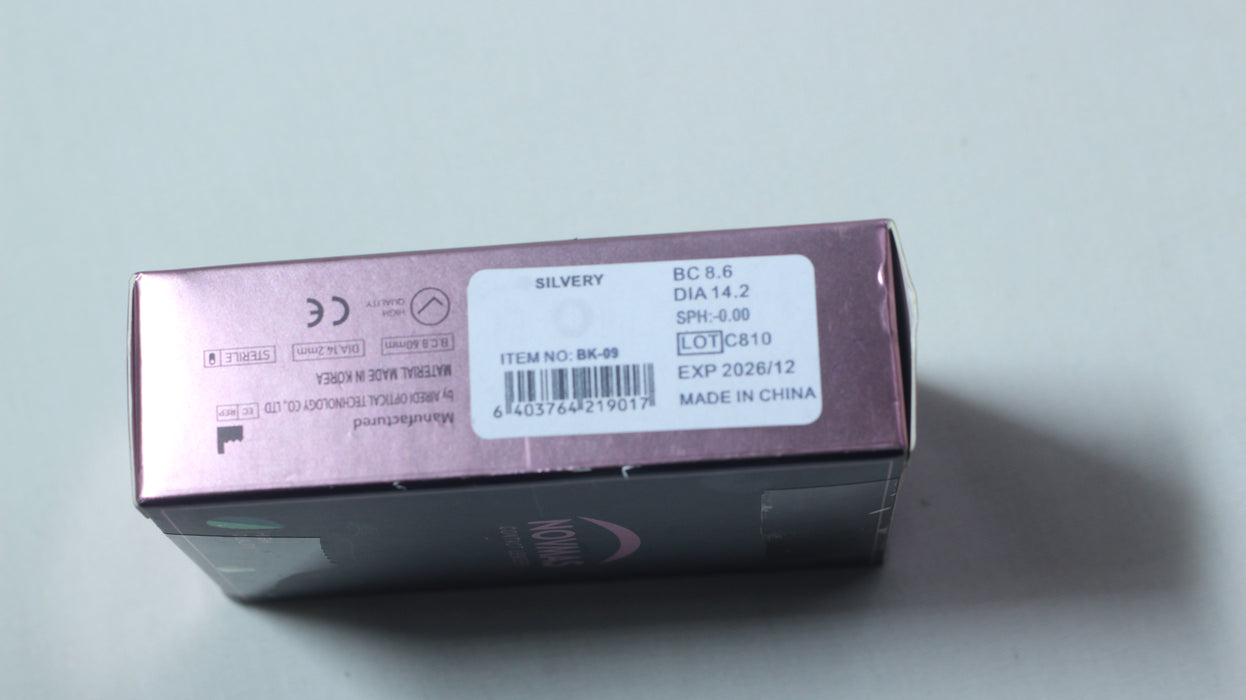 SILVERY
ITEM NO: BK-09
6 403764 219017
BC 8.6
DIA 14.2
SPH:-0.00
LOT C810
EXP 2026/12
MADE IN CHINA
Manufactured
by AIREDI OPTICAL TECHNOLOGY CO., LTD
EC REP
MATERIAL MADE IN KOREA
B.C 8.60mm
DIA.14.2mm
STERILE
HIGH
QUALITY
CE